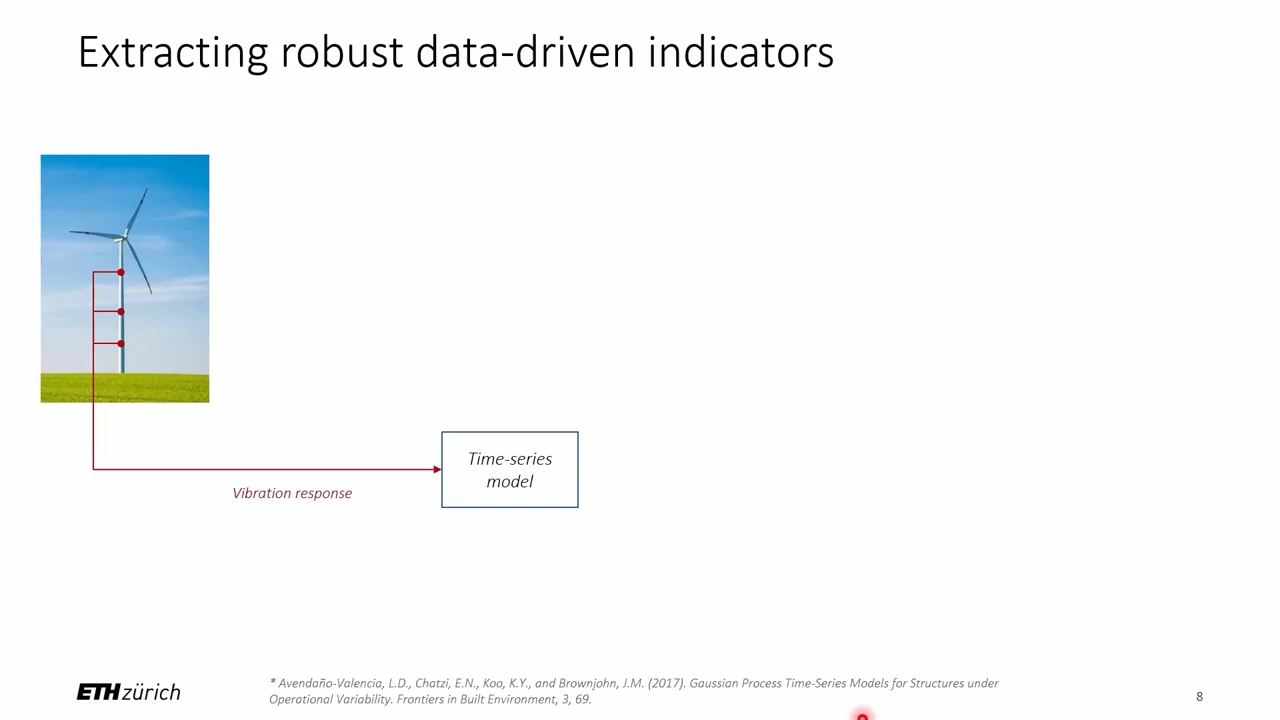 Extracting robust data-driven indicators
Time-series
model
Vibration response
ETH zürich
* Avendaño-Valencia, L.D., Chatzi, E.N., Koo, K.Y., and Brownjohn, J.M. (2017). Gaussian Process Time-Series Models for Structures under
Operational Variability. Frontiers in Built Environment, 3, 69.
8